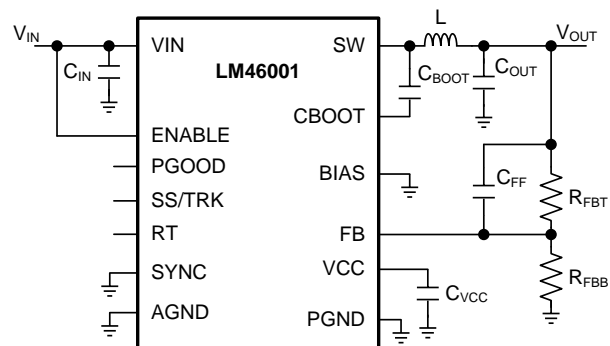 VIN
VIN
SW
L
VOUT
CIN
LM46001
CBOOT
COUT
CBOOT
ENABLE
PGOOD
BIAS
CFF
SS/TRK
RFBT
RT
FB
SYNC
VCC
CVCC
RFBB
AGND
PGND